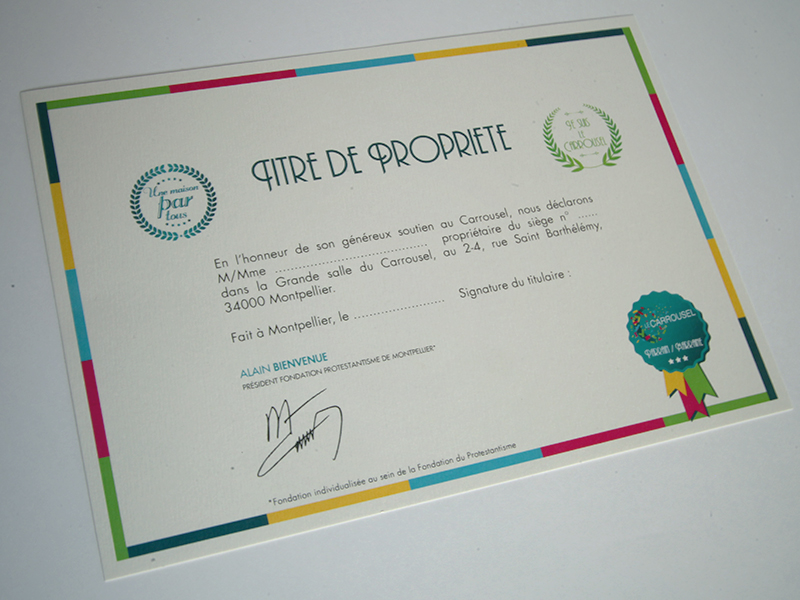 TITRE DE PROPRIETE
Une maison
par
tous
JE SUIS
LE
CARROUSEL
En l'honneur de son généreux soutien au Carrousel, nous déclarons
M/Mme ........................................ propriétaire du siège n° ......
dans la Grande salle du Carrousel, au 2-4, rue Saint Barthélémy,
34000 Montpellier.
Fait à Montpellier, le ........................ Signature du titulaire :
ALAIN BIENVENUE
PRÉSIDENT FONDATION PROTESTANTISME DE MONTPELLIER*
LE CARROUSEL
PARRAIN / MARRAINE
*Fondation individualisée au sein de la Fondation du Protestantisme